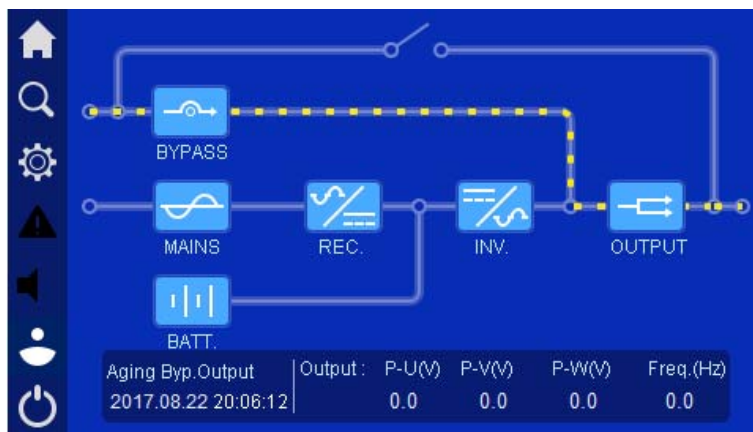 BYPASS
MAINS
REC.
INV.
OUTPUT
BATT.
Aging Byp.Output
Output : P-U(V) P-V(V) P-W(V) Freq.(Hz)
2017.08.22 20:06:12
0.0 0.0 0.0 0.0